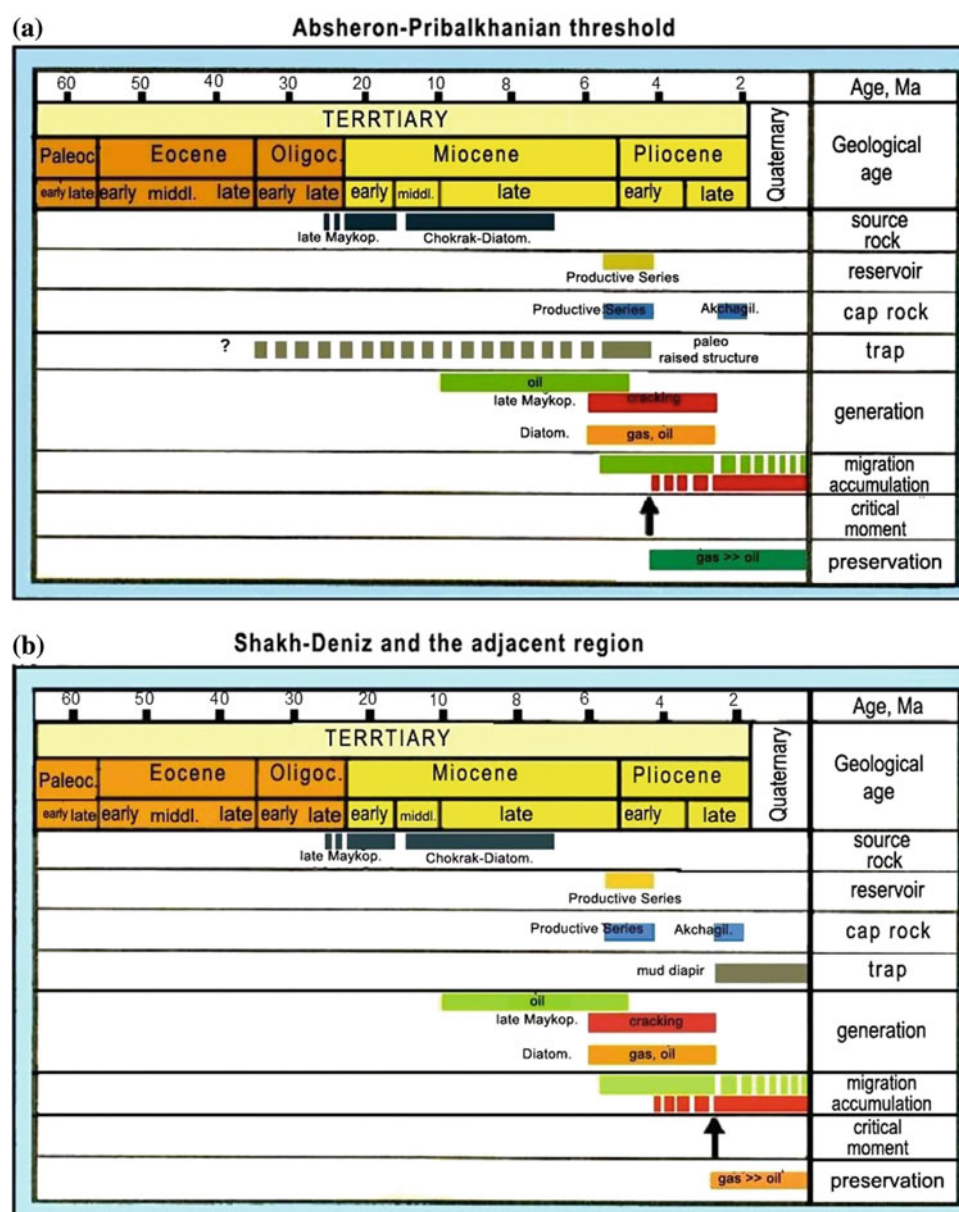 (a)
Absheron-Pribalkhanian threshold
60 50 40 30 20 10 8 6 4 2 Age, Ma
TERRTIARY
Quaternary
Geological
age
Paleoc. Eocene Oligoc. Miocene Pliocene
early late early middl. late early late early middl. late early late
source
rock
late Maykop. Chokrak-Diatom.
reservoir
Productive Series
Productive Series Akchagil. cap rock
? paleo
raised structure
trap
oil
late Maykop. cracking
generation
Diatom. gas, oil
migration
accumulation
critical
moment
gas >> oil preservation
(b)
Shakh-Deniz and the adjacent region
60 50 40 30 20 10 8 6 4 2 Age, Ma
TERRTIARY
Quaternary
Geological
age
Paleoc. Eocene Oligoc. Miocene Pliocene
early late early middl. late early late early middl. late early late
source
rock
late Maykop. Chokrak-Diatom.
reservoir
Productive Series
Productive Series Akchagil. cap rock
mud diapir trap
oil
late Maykop. cracking
generation
Diatom. gas, oil
migration
accumulation
critical
moment
gas >> oil preservation